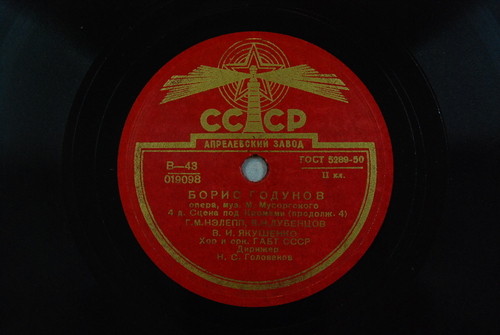 СССР
АПРЕЛЕВСКИЙ ЗАВОД
В—43
019098
ГОСТ 5289-50
II кл.
БОРИС ГОДУНОВ
опера, муз. М. Мусоргского
4 д. Сцена под Кромами (продолж. 4)
Г. М. НЭЛЕПП, В. Н. ЛУБЕНЦОВ
В. И. ЯКУШЕНКО
Хор и орк. ГАБТ СССР
Дирижер
Н. С. Голованов